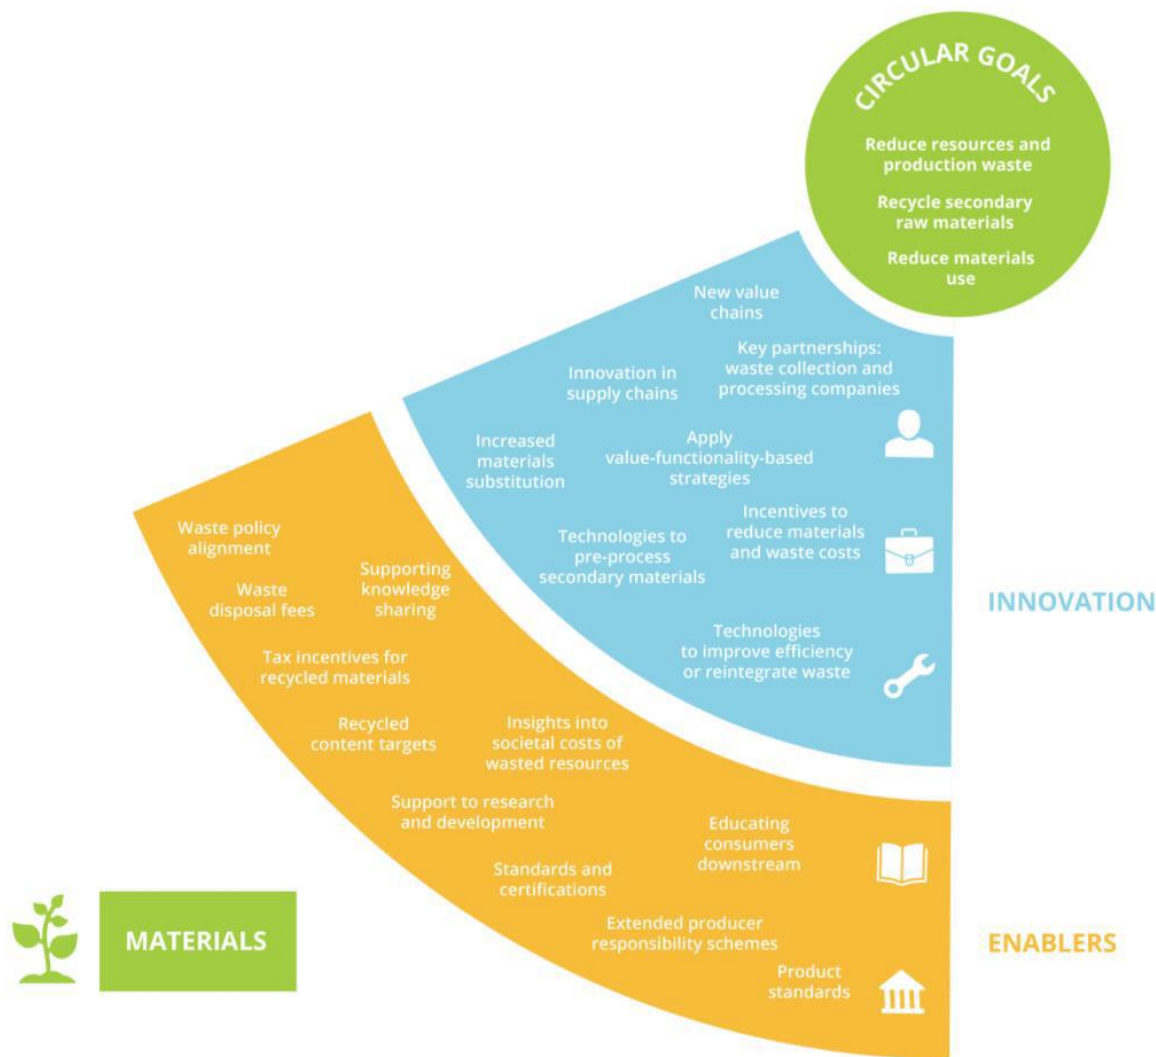 CIRCULAR GOALS
Reduce resources and
production waste
Recycle secondary
raw materials
Reduce materials
use
New value
chains
Key partnerships:
waste collection and
processing companies
Innovation in
supply chains
Increased
materials
substitution
Apply
value-functionality-based
strategies
Incentives to
reduce materials
and waste costs
Technologies to
pre-process
secondary materials
Technologies
to improve efficiency
or reintegrate waste
INNOVATION
Waste policy
alignment
Supporting
knowledge
sharing
Waste
disposal fees
Tax incentives for
recycled materials
Recycled
content targets
Insights into
societal costs of
wasted resources
Support to research
and development
Educating
consumers
downstream
Standards and
certifications
Extended producer
responsibility schemes
Product
standards
ENABLERS
MATERIALS